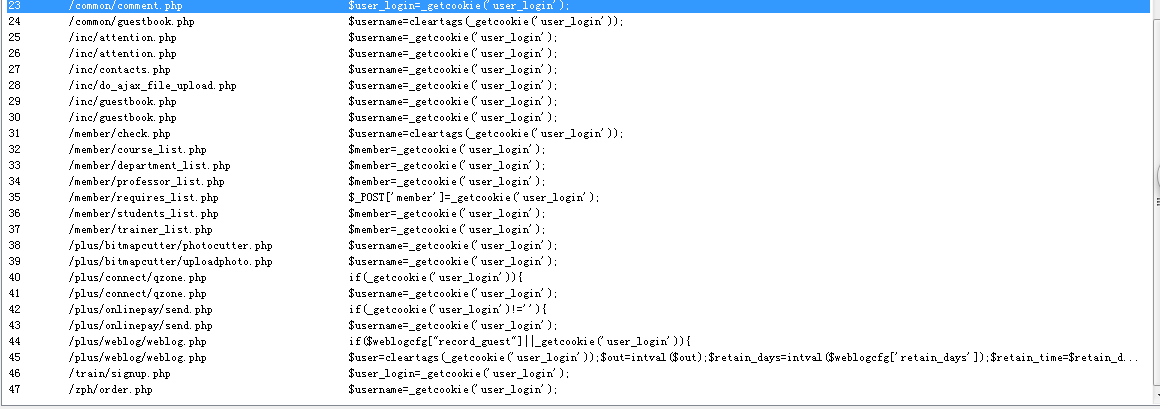 23 /common/comment.php $user_login=_getcookie('user_login');
24 /common/guestbook.php $username=cleartags(_getcookie('user_login'));
25 /inc/attention.php $username=_getcookie('user_login');
26 /inc/attention.php $username=_getcookie('user_login');
27 /inc/contacts.php $username=_getcookie('user_login');
28 /inc/do_ajax_file_upload.php $username=_getcookie('user_login');
29 /inc/guestbook.php $username=_getcookie('user_login');
30 /inc/guestbook.php $username=_getcookie('user_login');
31 /member/check.php $username=cleartags(_getcookie('user_login'));
32 /member/course_list.php $member=_getcookie('user_login');
33 /member/department_list.php $member=_getcookie('user_login');
34 /member/professor_list.php $member=_getcookie('user_login');
35 /member/requires_list.php $_POST['member']=_getcookie('user_login');
36 /member/students_list.php $member=_getcookie('user_login');
37 /member/trainer_list.php $member=_getcookie('user_login');
38 /plus/bitmapcutter/photocutter.php $username=_getcookie('user_login');
39 /plus/bitmapcutter/uploadphoto.php $username=_getcookie('user_login');
40 /plus/connect/qzone.php if(_getcookie('user_login')){
41 /plus/connect/qzone.php $username=_getcookie('user_login');
42 /plus/onlinepay/send.php if(_getcookie('user_login')!=''){
43 /plus/onlinepay/send.php $username=_getcookie('user_login');
44 /plus/weblog/weblog.php if($weblogcfg["record_guest"]||_getcookie('user_login')){
45 /plus/weblog/weblog.php $user=cleartags(_getcookie('user_login'));$out=intval($out);$retain_days=intval($weblogcfg['retain_days']);$retain_time=$retain_d...
46 /train/signup.php $user_login=_getcookie('user_login');
47 /zph/order.php $username=_getcookie('user_login');